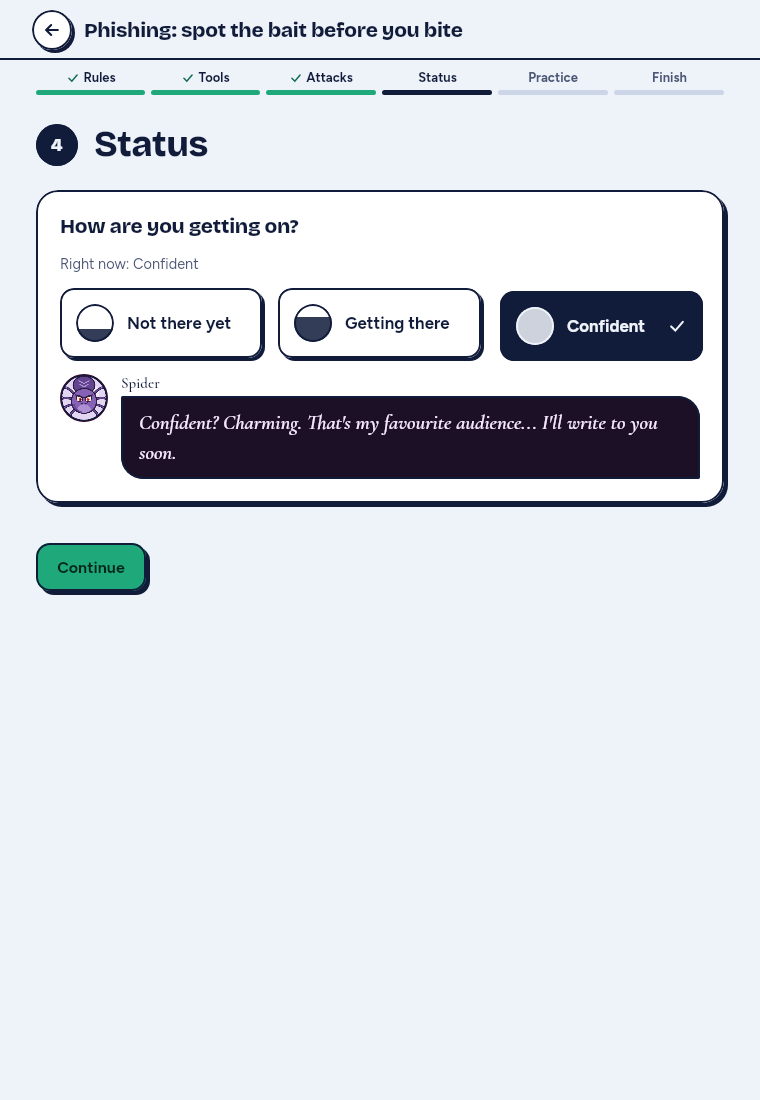 Phishing: spot the bait before you bite
Rules
Tools
Attacks
Status
Practice
Finish
4
Status
How are you getting on?
Right now: Confident
Not there yet
Getting there
Confident
Spider
Confident? Charming. That's my favourite audience... I'll write to you
soon.
Continue